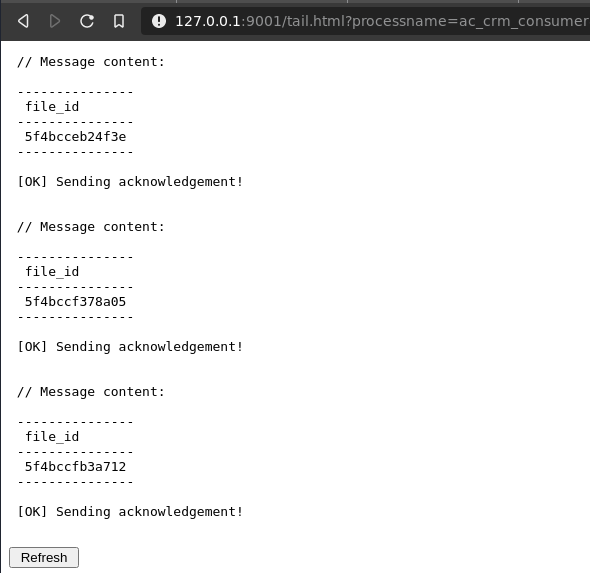 127.0.0.1:9001/tail.html?processname=ac_crm_consumer
// Message content:
---------------
file_id
---------------
5f4bcceb24f3e
---------------
[OK] Sending acknowledgement!
// Message content:
---------------
file_id
---------------
5f4bccf378a05
---------------
[OK] Sending acknowledgement!
// Message content:
---------------
file_id
---------------
5f4bccfb3a712
---------------
[OK] Sending acknowledgement!
Refresh